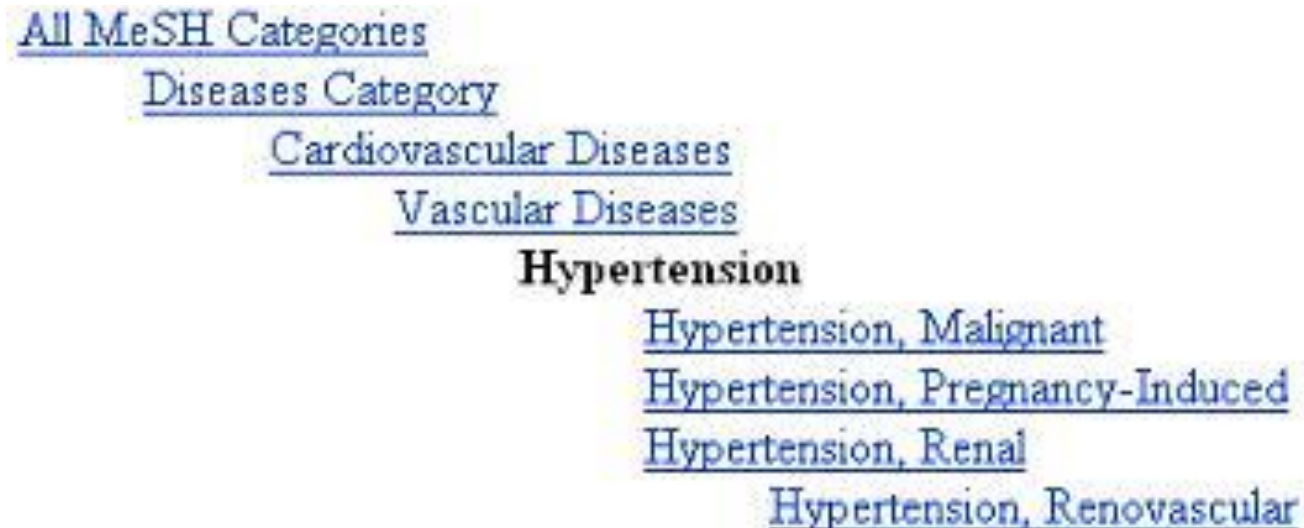 All MeSH Categories
Diseases Category
Cardiovascular Diseases
Vascular Diseases
Hypertension
Hypertension, Malignant
Hypertension, Pregnancy-Induced
Hypertension, Renal
Hypertension, Renovascular